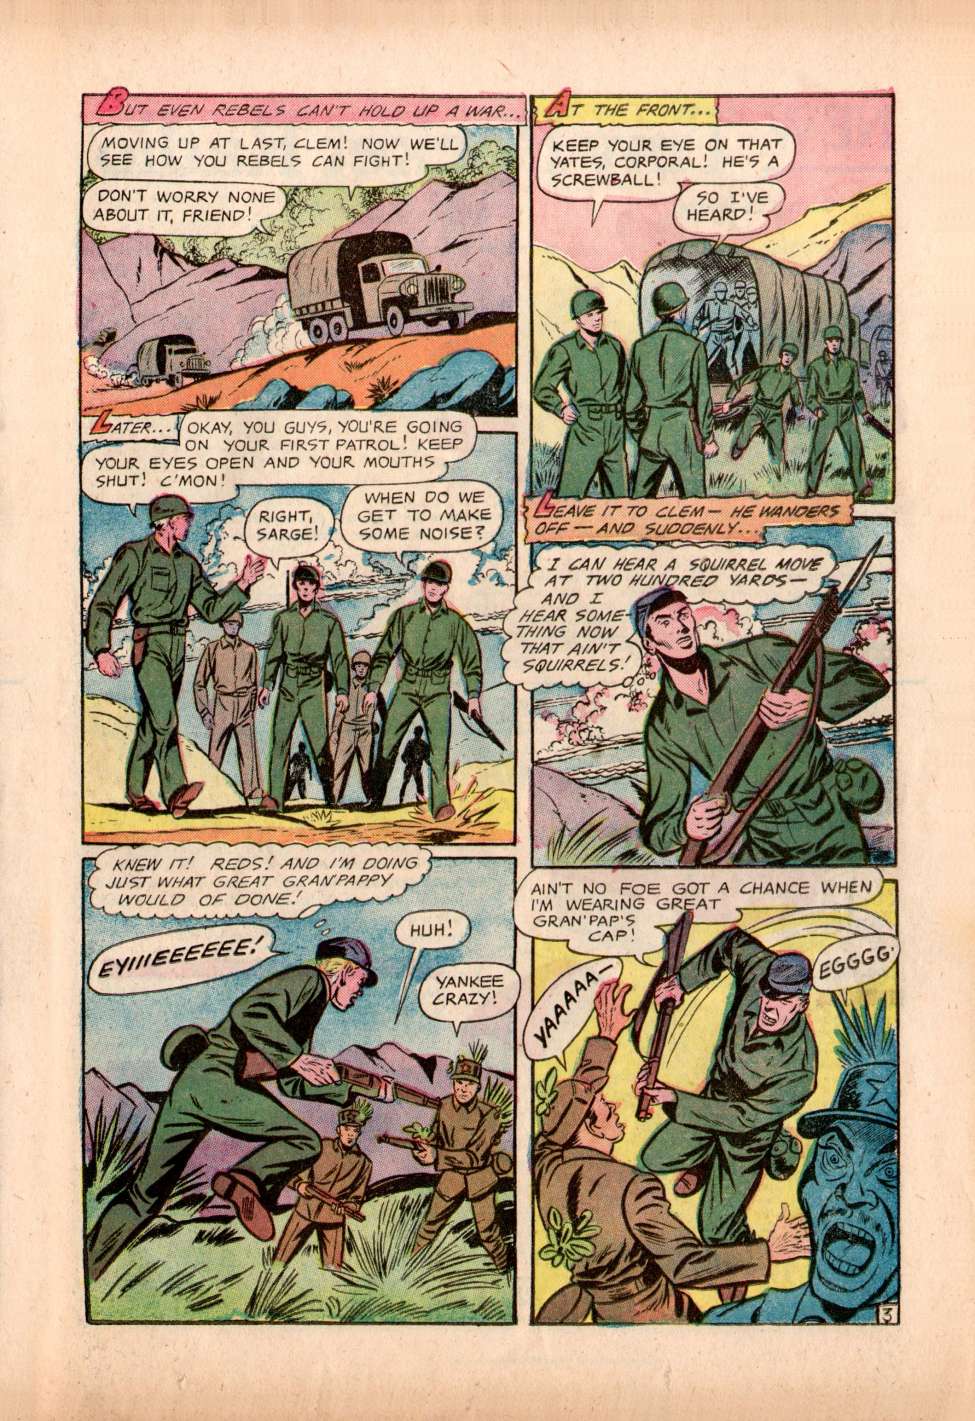 BUT EVEN REBELS CAN'T HOLD UP A WAR...
MOVING UP AT LAST, CLEM! NOW WE'LL
SEE HOW YOU REBELS CAN FIGHT!
DON'T WORRY NONE
ABOUT IT, FRIEND!
AT THE FRONT...
KEEP YOUR EYE ON THAT
YATES, CORPORAL! HE'S A
SCREWBALL!
SO I'VE
HEARD!
LATER...
OKAY, YOU GUYS, YOU'RE GOING
ON YOUR FIRST PATROL! KEEP
YOUR EYES OPEN AND YOUR MOUTHS
SHUT! C'MON!
RIGHT,
SARGE!
WHEN DO WE
GET TO MAKE
SOME NOISE?
LEAVE IT TO CLEM - HE WANDERS
OFF - AND SUDDENLY...
I CAN HEAR A SQUIRREL MOVE
AT TWO HUNDRED YARDS-
AND I
HEAR SOME-
THING NOW
THAT AIN'T
SQUIRRELS!
KNEW IT! REDS! AND I'M DOING
JUST WHAT GREAT GRAN'PAPPY
WOULD OF DONE!
EYIIIEEEEEEE!
HUH!
YANKEE
CRAZY!
AIN'T NO FOE GOT A CHANCE WHEN
I'M WEARING GREAT
GRAN'PAP'S
CAP!
YAAAAA-
EGGGG-
3